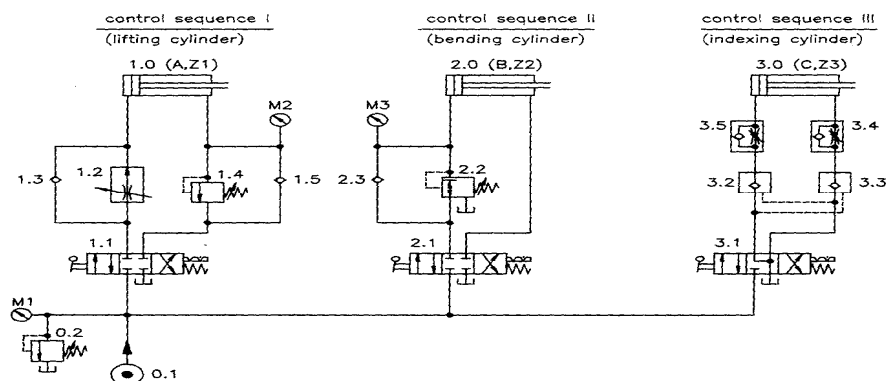 control sequence I
(lifting cylinder)
control sequence II
(bending cylinder)
control sequence III
(indexing cylinder)
1.0 (A,Z1)
2.0 (B,Z2)
3.0 (C,Z3)
M2
M3
3.5
3.4
1.3
1.2
1.4
1.5
2.3
2.2
3.2
3.3
1.1
2.1
3.1
M1
0.2
0.1